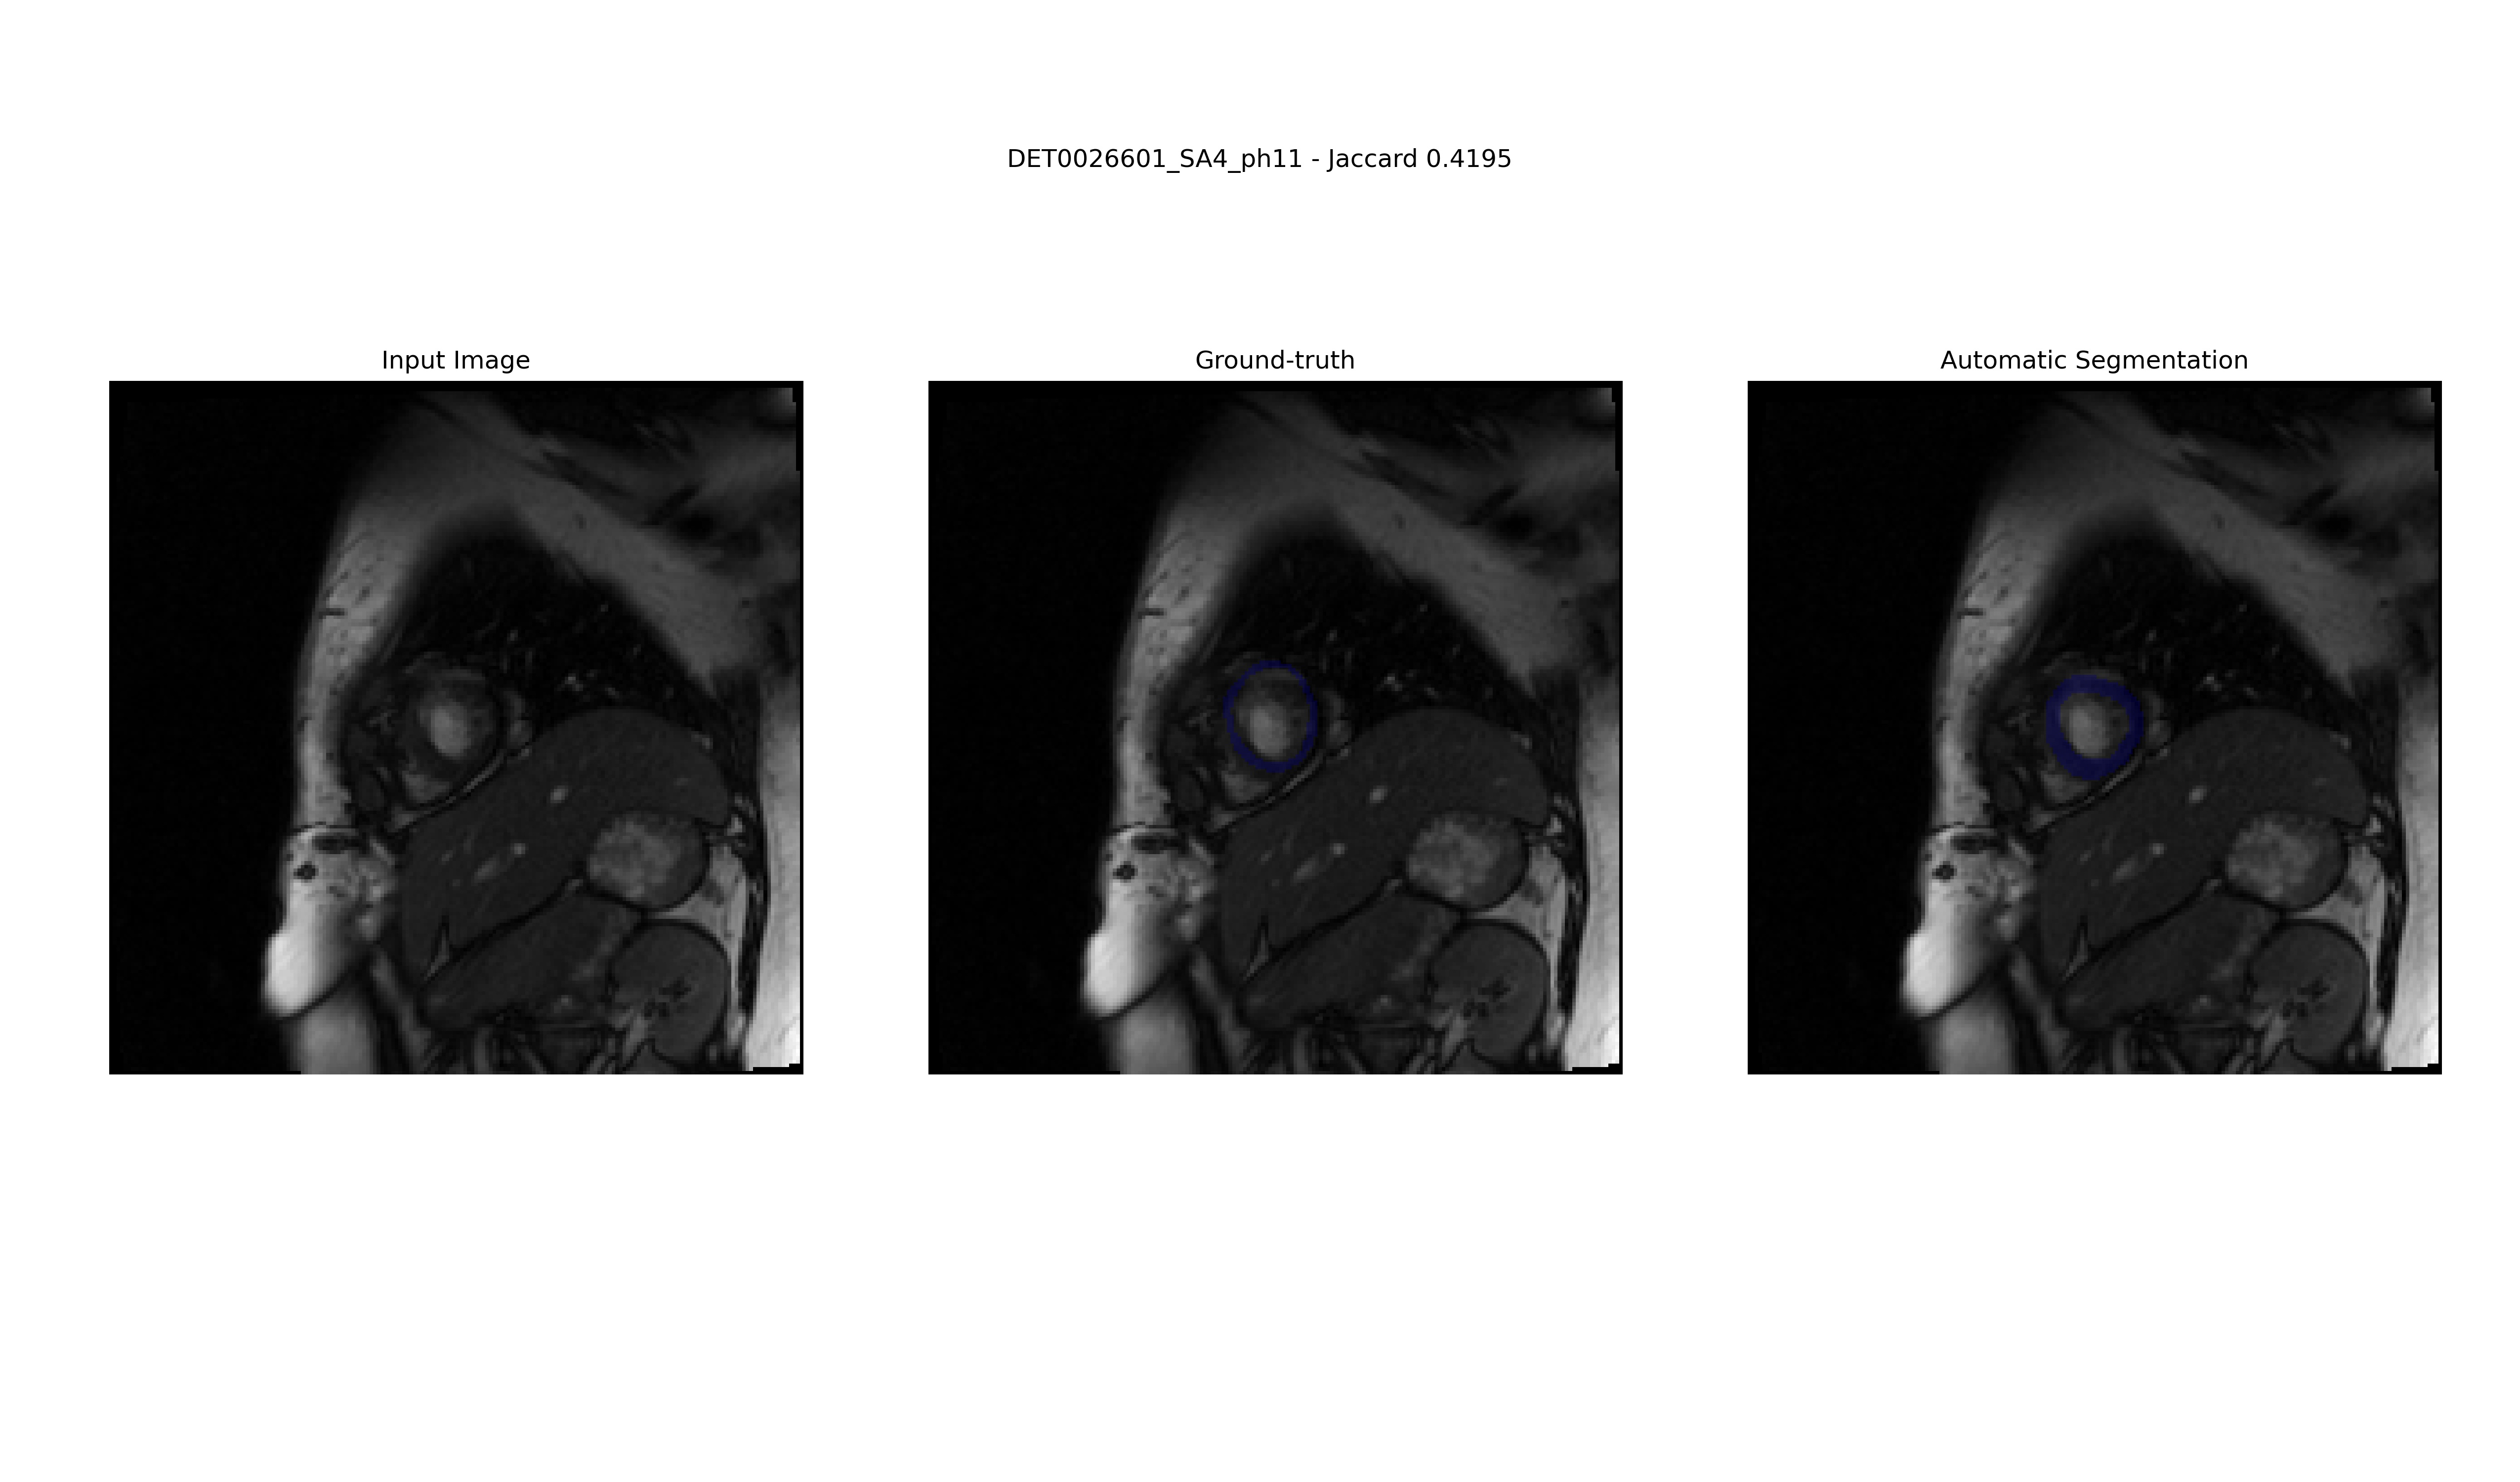 DET0026601_SA4_ph11 - Jaccard 0.4195
Input Image
Ground-truth
Automatic Segmentation